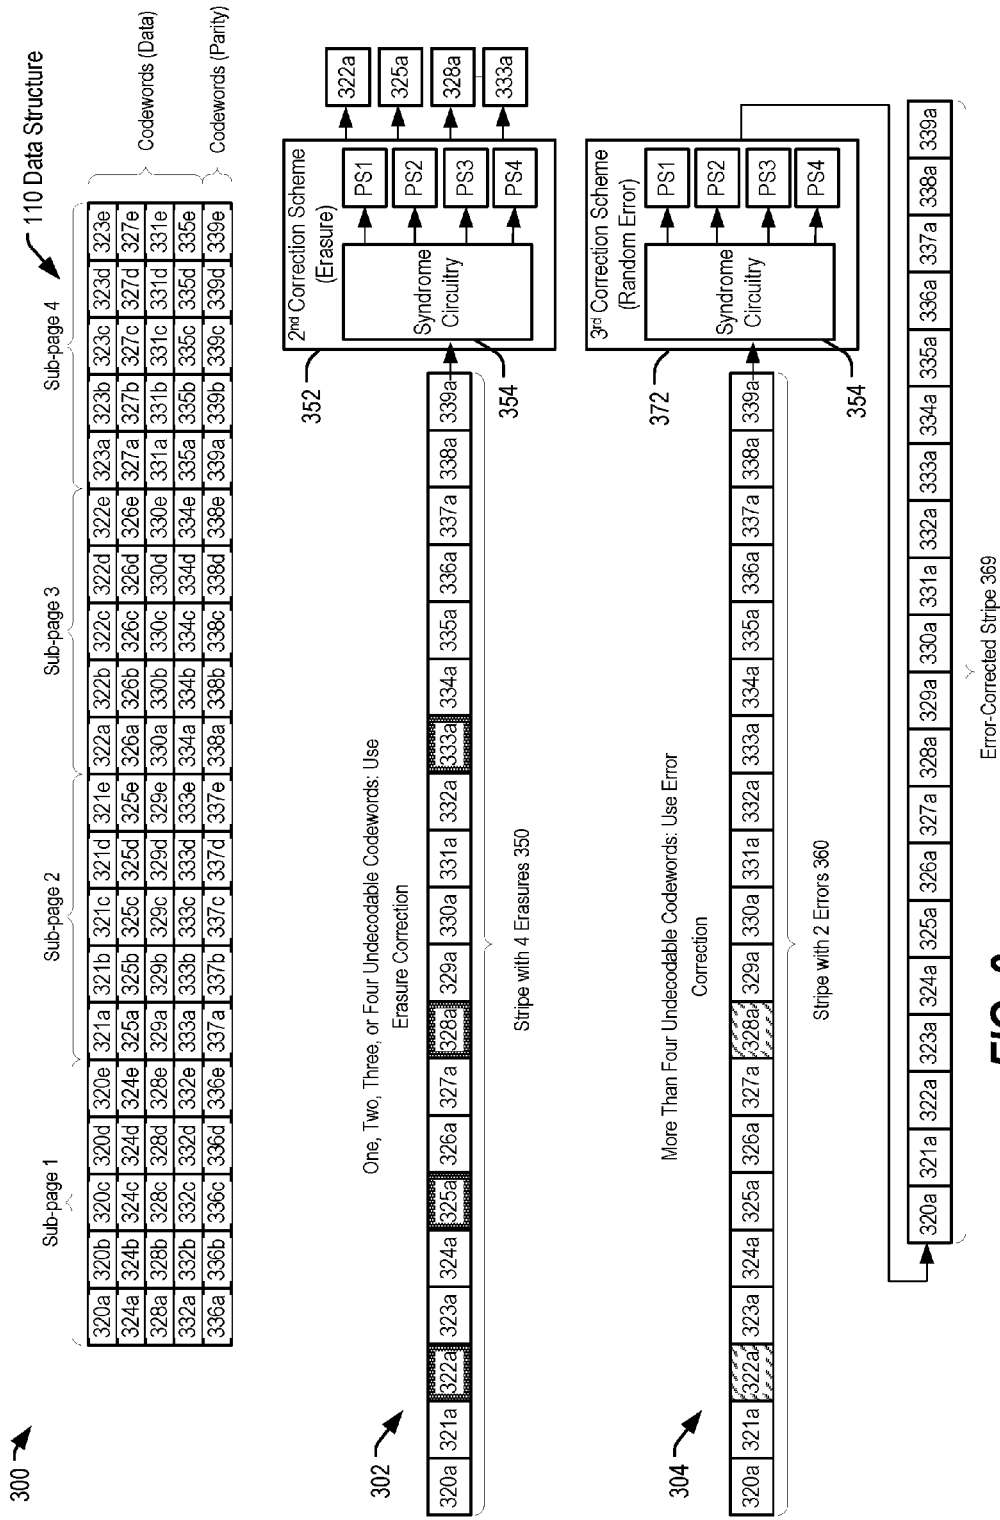 300
110 Data Structure
Sub-page 1 Sub-page 2 Sub-page 3 Sub-page 4
320a 320b 320c 320d 320e 321a 321b 321c 321d 321e 322a 322b 322c 322d 322e 323a 323b 323c 323d 323e
324a 324b 324c 324d 324e 325a 325b 325c 325d 325e 326a 326b 326c 326d 326e 327a 327b 327c 327d 327e
328a 328b 328c 328d 328e 329a 329b 329c 329d 329e 330a 330b 330c 330d 330e 331a 331b 331c 331d 331e
332a 332b 332c 332d 332e 333a 333b 333c 333d 333e 334a 334b 334c 334d 334e 335a 335b 335c 335d 335e
336a 336b 336c 336d 336e 337a 337b 337c 337d 337e 338a 338b 338c 338d 338e 339a 339b 339c 339d 339e
Codewords (Data)
Codewords (Parity)
302
One, Two, Three, or Four Undecodable Codewords: Use
Erasure Correction
320a 321a 322a 323a 324a 325a 326a 327a 328a 329a 330a 331a 332a 333a 334a 335a 336a 337a 338a 339a
Stripe with 4 Erasures 350
352
2nd Correction Scheme
(Erasure)
Syndrome
Circuitry
354
PS1
PS2
PS3
PS4
322a
325a
328a
333a
304
More Than Four Undecodable Codewords: Use Error
Correction
320a 321a 322a 323a 324a 325a 326a 327a 328a 329a 330a 331a 332a 333a 334a 335a 336a 337a 338a 339a
Stripe with 2 Errors 360
372
3rd Correction Scheme
(Random Error)
Syndrome
Circuitry
354
PS1
PS2
PS3
PS4
320a 321a 322a 323a 324a 325a 326a 327a 328a 329a 330a 331a 332a 333a 334a 335a 336a 337a 338a 339a
Error-Corrected Stripe 369
FIG.